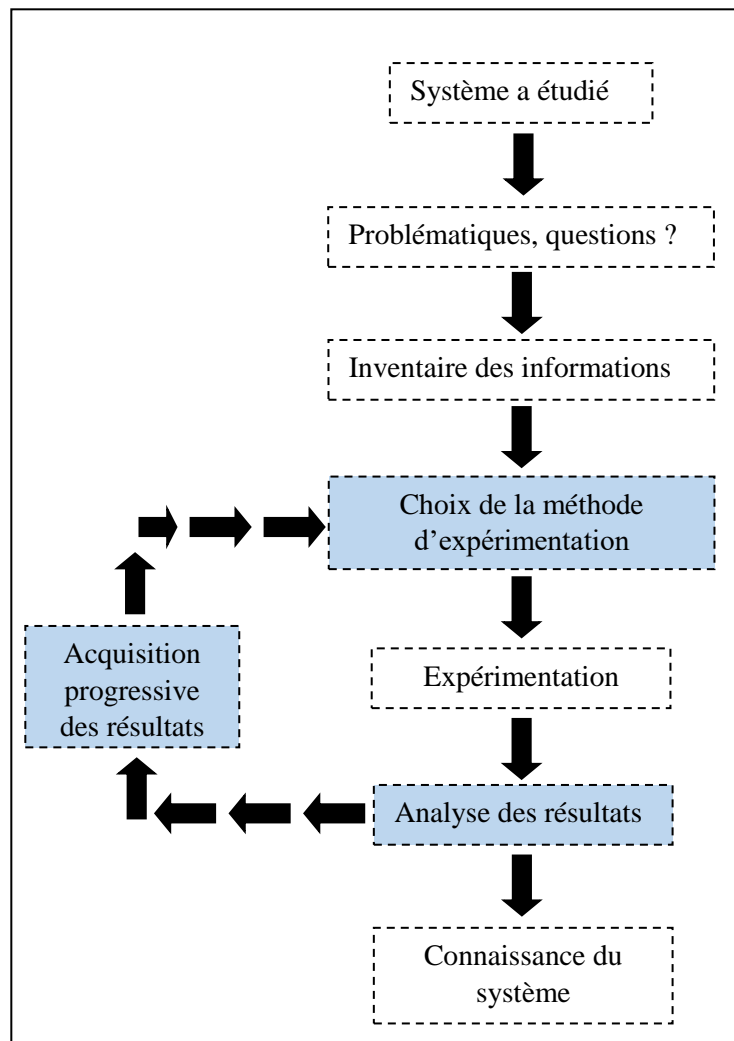 Système a étudié
Problématiques, questions ?
Inventaire des informations
Choix de la méthode
d’expérimentation
Acquisition
progressive
des résultats
Expérimentation
Analyse des résultats
Connaissance du
système